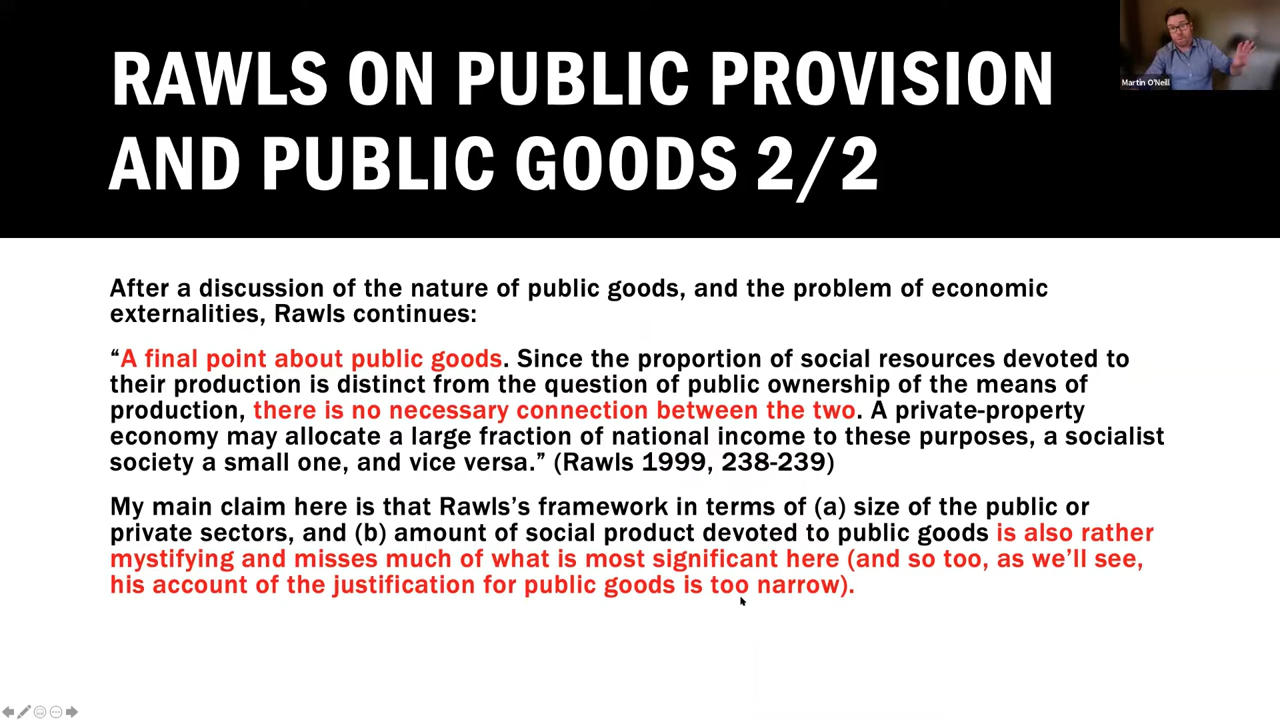 RAWLS ON PUBLIC PROVISION
AND PUBLIC GOODS 2/2
Martin O'Neill
After a discussion of the nature of public goods, and the problem of economic
externalities, Rawls continues:
“A final point about public goods. Since the proportion of social resources devoted to
their production is distinct from the question of public ownership of the means of
production, there is no necessary connection between the two. A private-property
economy may allocate a large fraction of national income to these purposes, a socialist
society a small one, and vice versa.” (Rawls 1999, 238-239)
My main claim here is that Rawls’s framework in terms of (a) size of the public or
private sectors, and (b) amount of social product devoted to public goods is also rather
mystifying and misses much of what is most significant here (and so too, as we’ll see,
his account of the justification for public goods is too narrow).